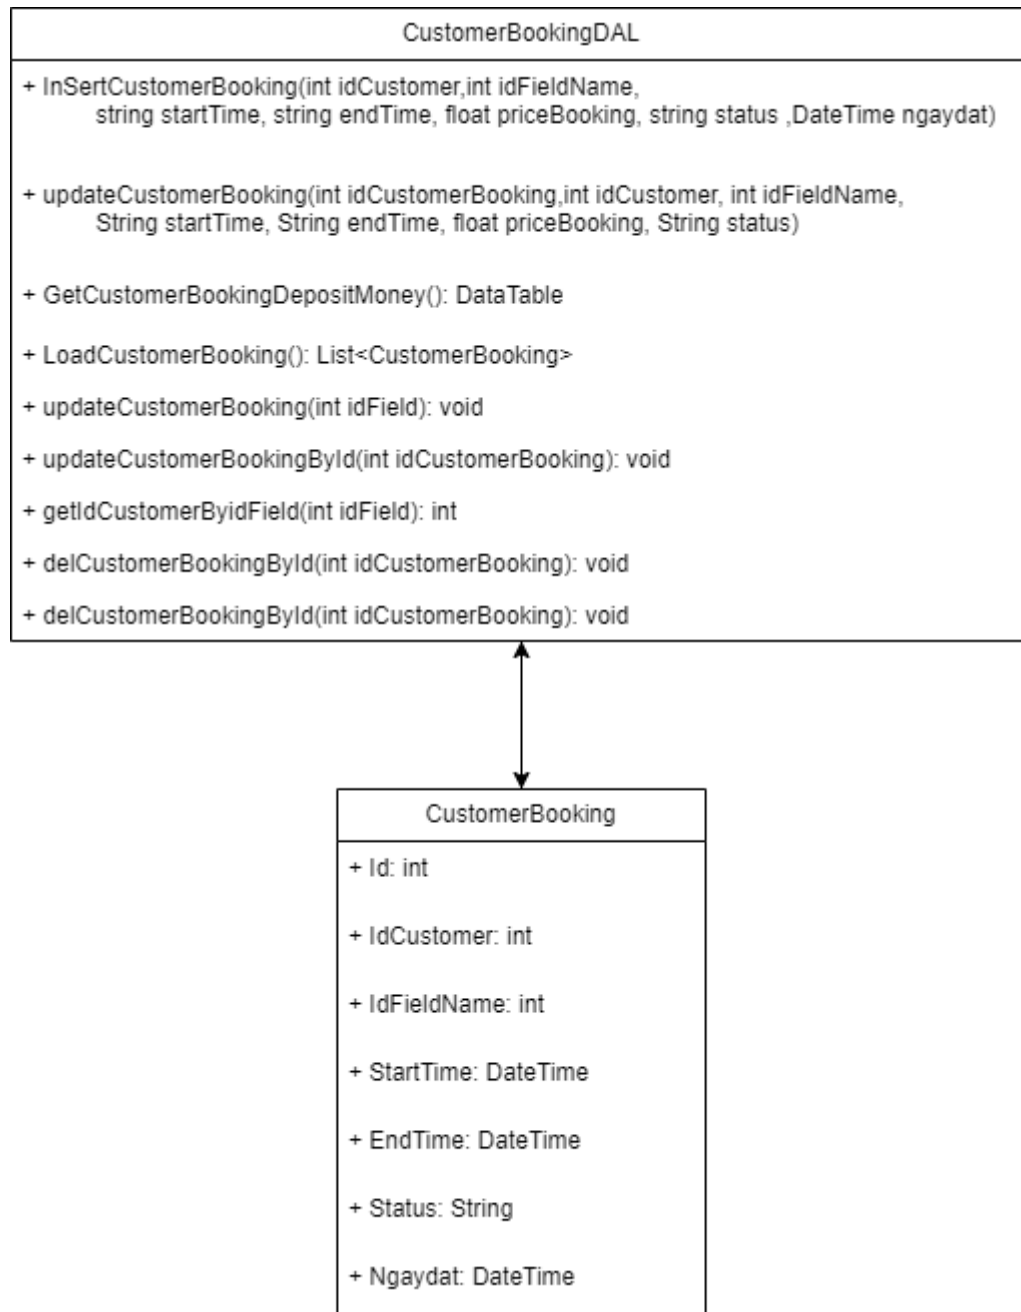 CustomerBookingDAL
+ InSertCustomerBooking(int idCustomer,int idFieldName,
string startTime, string endTime, float priceBooking, string status ,DateTime ngaydat)
+ updateCustomerBooking(int idCustomerBooking,int idCustomer, int idFieldName,
String startTime, String endTime, float priceBooking, String status)
+ GetCustomerBookingDepositMoney(): DataTable
+ LoadCustomerBooking(): List<CustomerBooking>
+ updateCustomerBooking(int idField): void
+ updateCustomerBookingById(int idCustomerBooking): void
+ getIdCustomerByidField(int idField): int
+ delCustomerBookingById(int idCustomerBooking): void
+ delCustomerBookingById(int idCustomerBooking): void
CustomerBooking
+ Id: int
+ IdCustomer: int
+ IdFieldName: int
+ StartTime: DateTime
+ EndTime: DateTime
+ Status: String
+ Ngaydat: DateTime